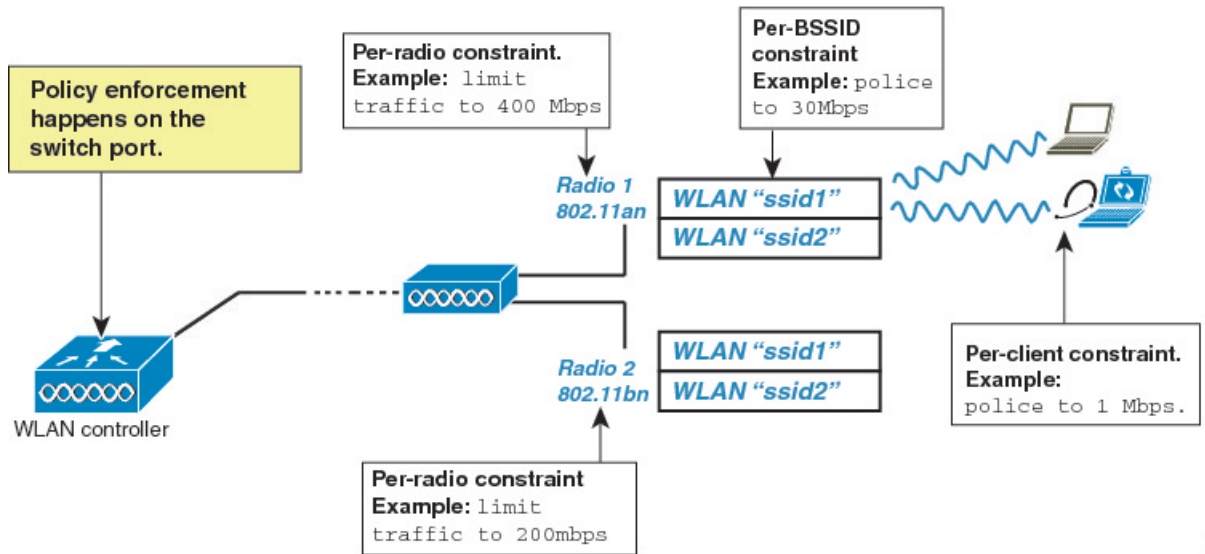 Policy enforcement
happens on the
switch port.
Per-radio constraint.
Example: limit
traffic to 400 Mbps
Per-BSSID
constraint
Example: police
to 30Mbps
Radio 1
802.11an
WLAN “ssid1”
WLAN “ssid2”
WLAN controller
Radio 2
802.11bn
WLAN “ssid1”
WLAN “ssid2”
Per-client constraint.
Example:
police to 1 Mbps.
Per-radio constraint
Example: limit
traffic to 200mbps